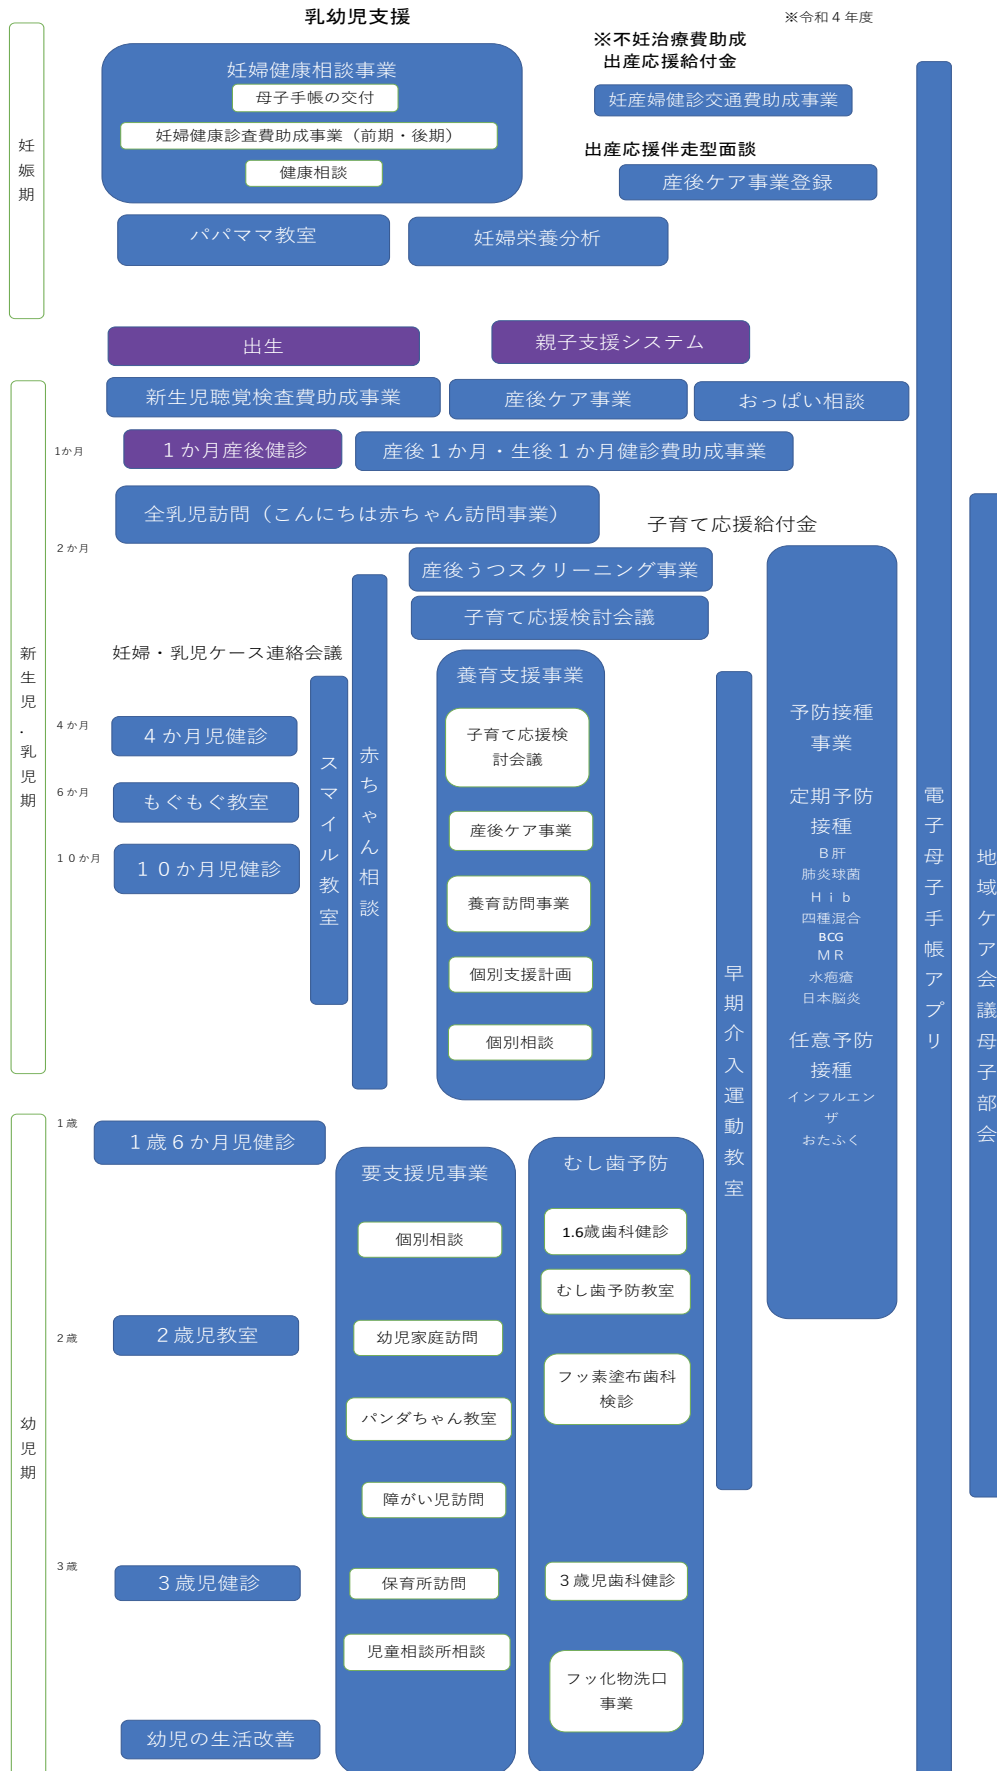 乳幼児支援
※令和４年度
妊娠期
妊婦健康相談事業
母子手帳の交付
妊婦健康診査費助成事業（前期・後期）
健康相談
※不妊治療費助成
出産応援給付金
妊産婦健診交通費助成事業
出産応援伴走型面談
産後ケア事業登録
パパママ教室
妊婦栄養分析
出生
親子支援システム
新生児．乳児期
新生児聴覚検査費助成事業
産後ケア事業
おっぱい相談
1か月
１か月産後健診
産後１か月・生後１か月健診費助成事業
全乳児訪問（こんにちは赤ちゃん訪問事業）
子育て応援給付金
２か月
産後うつスクリーニング事業
子育て応援検討会議
妊婦・乳児ケース連絡会議
４か月
４か月児健診
６か月
もぐもぐ教室
１０か月
１０か月児健診
スマイル教室
赤ちゃん相談
養育支援事業
子育て応援検
討会議
産後ケア事業
養育訪問事業
個別支援計画
個別相談
早期介入運動教室
予防接種
事業
定期予防
接種
Ｂ肝
肺炎球菌
Ｈｉｂ
四種混合
BCG
ＭＲ
水疱瘡
日本脳炎
任意予防
接種
インフルエン
ザ
おたふく
電子母子手帳アプリ
地域ケア会議母子部会
幼児期
１歳
１歳６か月児健診
２歳
２歳児教室
３歳
３歳児健診
幼児の生活改善
要支援児事業
個別相談
幼児家庭訪問
パンダちゃん教室
障がい児訪問
保育所訪問
児童相談所相談
むし歯予防
1.6歳歯科健診
むし歯予防教室
フッ素塗布歯科
検診
３歳児歯科健診
フッ化物洗口
事業